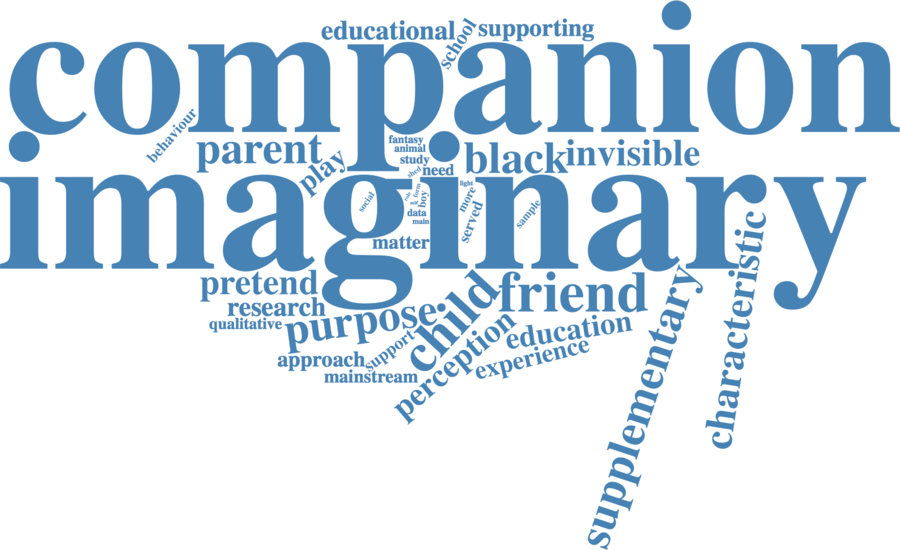 educational
school
supporting
companion
behaviour
parent
play
fantasy
animal
study
shed
need
black
invisible
imaginary
social
role
form
self
boy
light
more
served
sample
data
main
matter
pretend
research
qualitative
purpose
child
friend
approach
support
mainstream
perception
education
experience
supplementary
characteristic